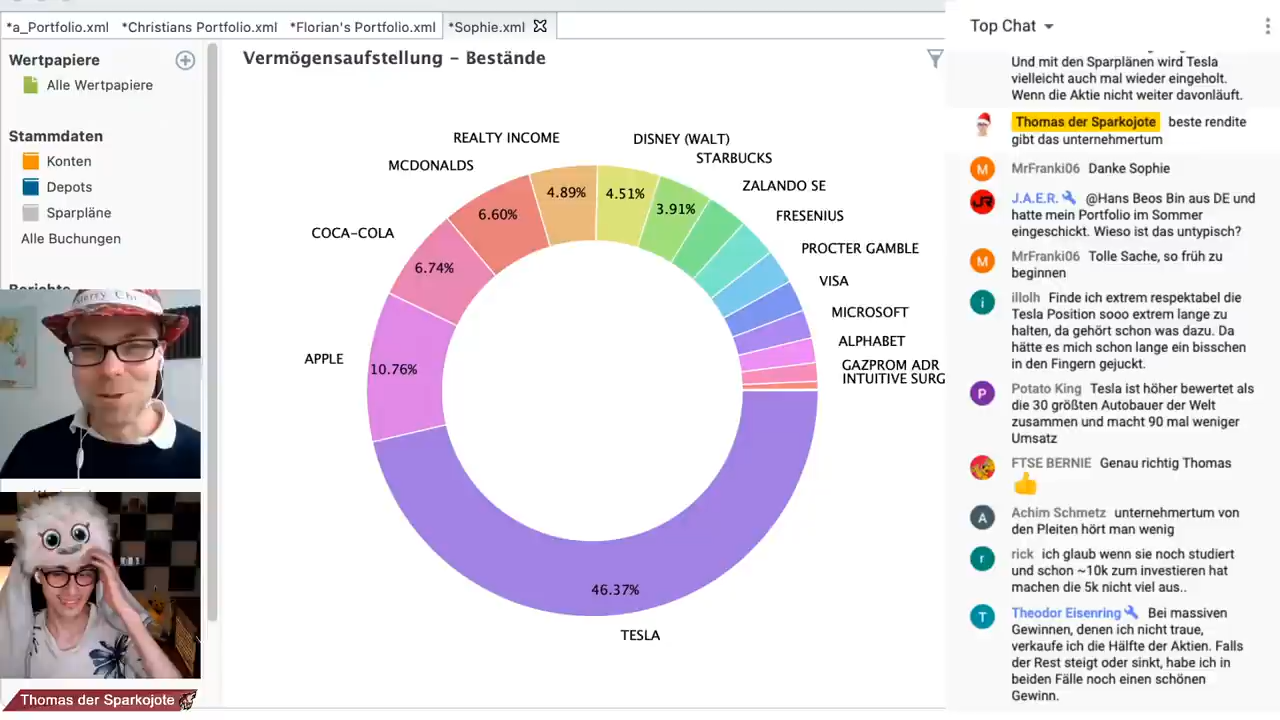 *a_Portfolio.xml *Christians Portfolio.xml *Florian's Portfolio.xml *Sophie.xml
Wertpapiere
Alle Wertpapiere
Stammdaten
Konten
Depots
Sparpläne
Alle Buchungen
Merry
Thomas der Sparkojote
Vermögensaufstellung – Bestände
REALTY INCOME
DISNEY (WALT)
MCDONALDS
STARBUCKS
ZALANDO SE
COCA-COLA
FRESENIUS
PROCTER GAMBLE
VISA
MICROSOFT
ALPHABET
APPLE
GAZPROM ADR
INTUITIVE SURG
4.89%
4.51%
3.91%
6.60%
6.74%
10.76%
46.37%
TESLA
Top Chat
Und mit den Sparplänen wird Tesla
vielleicht auch mal wieder eingeholt.
Wenn die Aktie nicht weiter davonläuft.
Thomas der Sparkojote beste rendite
gibt das unternehmertum
M
MrFranki06 Danke Sophie
JR
J.A.E.R. @Hans Beos Bin aus DE und
hatte mein Portfolio im Sommer
eingeschickt. Wieso ist das untypisch?
M
MrFranki06 Tolle Sache, so früh zu
beginnen
i
illolh Finde ich extrem respektabel die
Tesla Position sooo extrem lange zu
halten, da gehört schon was dazu. Da
hätte es mich schon lange ein bisschen
in den Fingern gejuckt.
P
Potato King Tesla ist höher bewertet als
die 30 größten Autobauer der Welt
zusammen und macht 90 mal weniger
Umsatz
FTSE BERNIE Genau richtig Thomas
👍
A
Achim Schmetz unternehmertum von
den Pleiten hört man wenig
r
rick ich glaub wenn sie noch studiert
und schon ~10k zum investieren hat
machen die 5k nicht viel aus..
T
Theodor Eisenring Bei massiven
Gewinnen, denen ich nicht traue,
verkaufe ich die Hälfte der Aktien. Falls
der Rest steigt oder sinkt, habe ich in
beiden Fälle noch einen schönen
Gewinn.